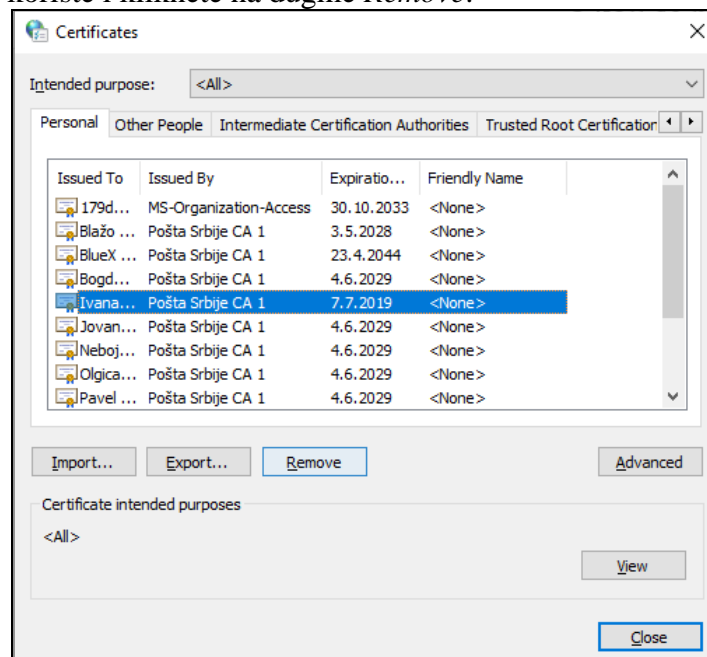 koriste i kliknete na dugme Remove.
Certificates
Intended purpose: <All>
Personal Other People Intermediate Certification Authorities Trusted Root Certification
Issued To Issued By Expiratio... Friendly Name
179d... MS-Organization-Access 30.10.2033 <None>
Blažo ... Pošta Srbije CA 1 3.5.2028 <None>
BlueX ... Pošta Srbije CA 1 23.4.2044 <None>
Bogd... Pošta Srbije CA 1 4.6.2029 <None>
Ivana... Pošta Srbije CA 1 7.7.2019 <None>
Jovan... Pošta Srbije CA 1 4.6.2029 <None>
Neboj... Pošta Srbije CA 1 4.6.2029 <None>
Olgica... Pošta Srbije CA 1 4.6.2029 <None>
Pavel ... Pošta Srbije CA 1 4.6.2029 <None>
Import... Export... Remove Advanced
Certificate intended purposes
<All>
View
Close